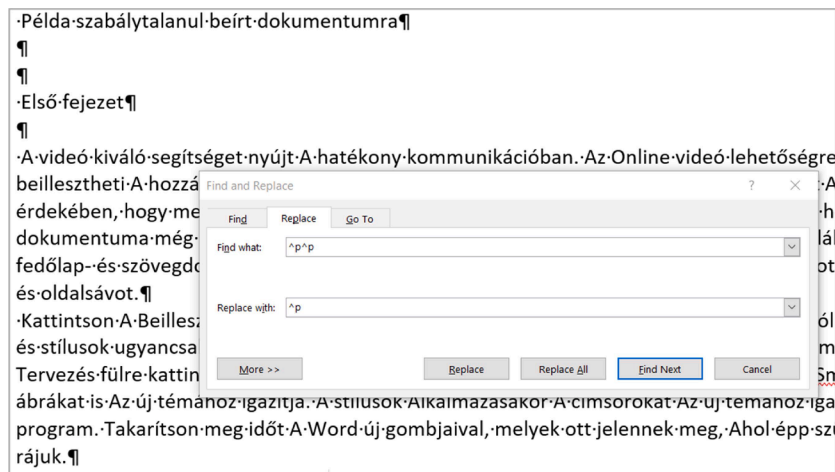 ·Példa·szabálytalanul·beírt·dokumentumra¶
¶
¶
·Első·fejezet¶
¶
·A·videó·kiváló·segítséget·nyújt·A·hatékony·kommunikációban.·Az·Online·videó·lehetőségre
beillesztheti·A·hozzá
érdekében,·hogy·me
dokumentuma·még·
fedőlap-·és·szövegdo
és·oldalsávot.¶
Find and Replace ? ×
Find Replace Go To
Find what: ^p^p
Replace with: ^p
More >> Replace Replace All Find Next Cancel
·Kattintson·A·Beillesz
és·stílusok·ugyancsa
Tervezés·fülre·kattin
ábrákat·is·Az·új·témához·igazítja.·A·stílusok·Alkalmazásakor·A·címsorokat·Az·új·témához·iga
program.·Takarítson·meg·időt·A·Word·új·gombjaival,·melyek·ott·jelennek·meg,·Ahol·épp·szü
rájuk.¶